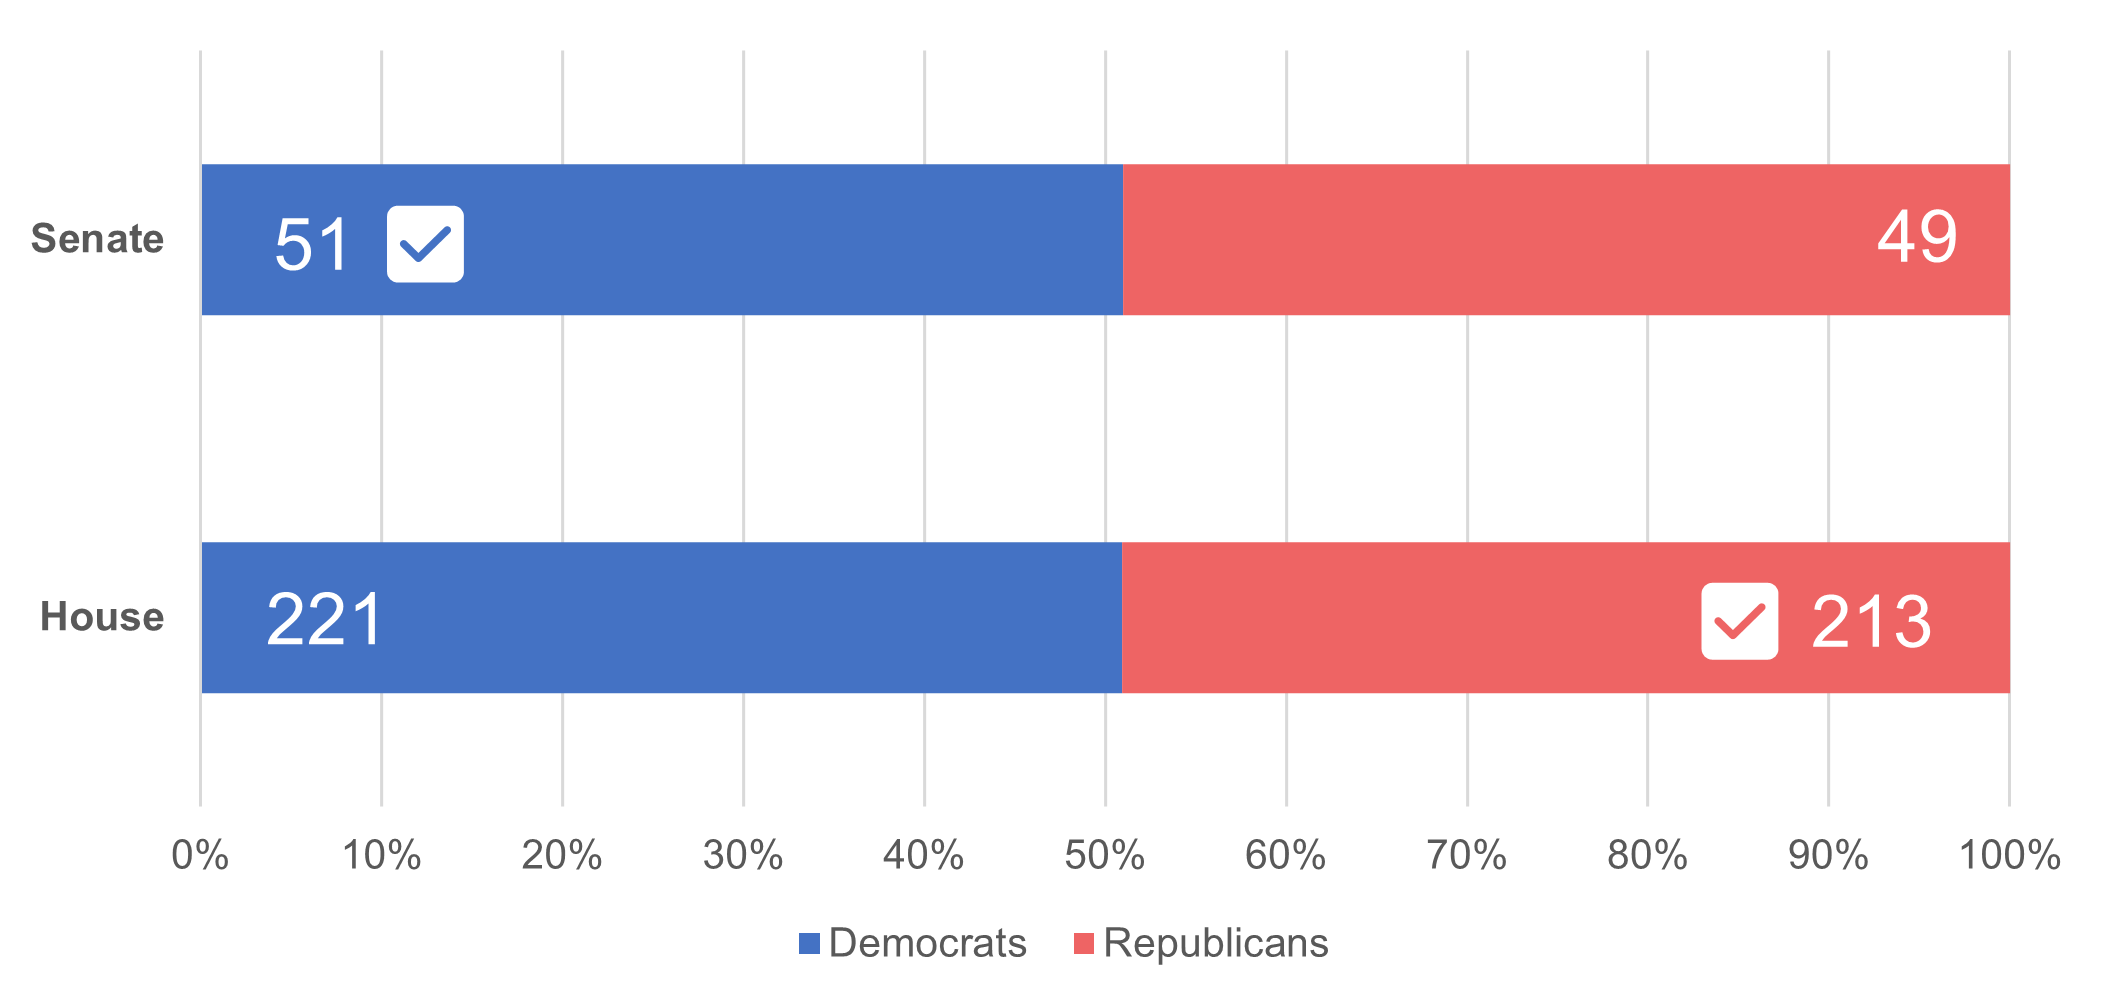 Senate 51 49
House 221 213
0% 10% 20% 30% 40% 50% 60% 70% 80% 90% 100%
Democrats Republicans